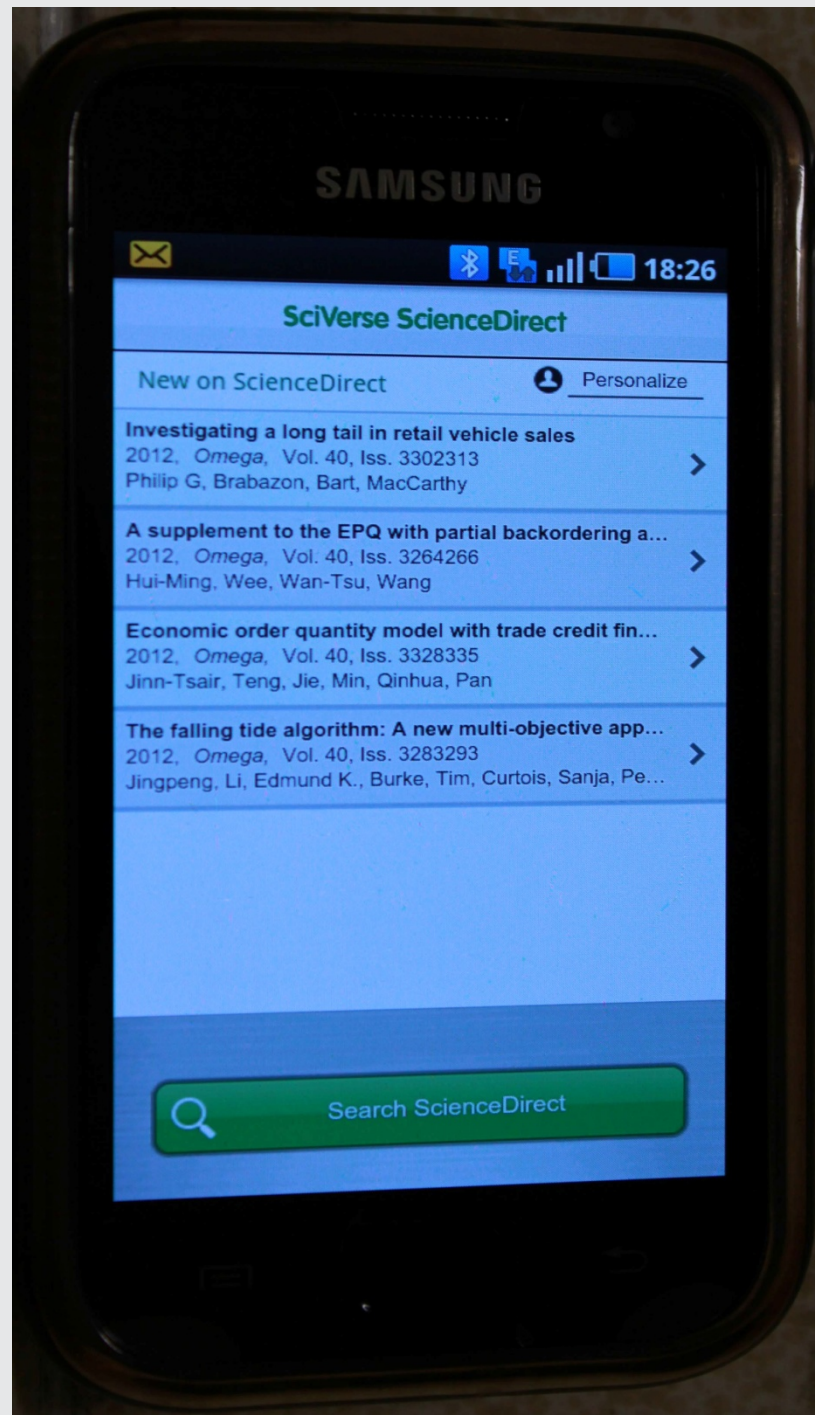 SAMSUNG
E 18:26
SciVerse ScienceDirect
New on ScienceDirect Personalize
Investigating a long tail in retail vehicle sales
2012, Omega, Vol. 40, Iss. 3302313
Philip G, Brabazon, Bart, MacCarthy
A supplement to the EPQ with partial backordering a...
2012, Omega, Vol. 40, Iss. 3264266
Hui-Ming, Wee, Wan-Tsu, Wang
Economic order quantity model with trade credit fin...
2012, Omega, Vol. 40, Iss. 3328335
Jinn-Tsair, Teng, Jie, Min, Qinhua, Pan
The falling tide algorithm: A new multi-objective app...
2012, Omega, Vol. 40, Iss. 3283293
Jingpeng, Li, Edmund K., Burke, Tim, Curtois, Sanja, Pe...
Search ScienceDirect